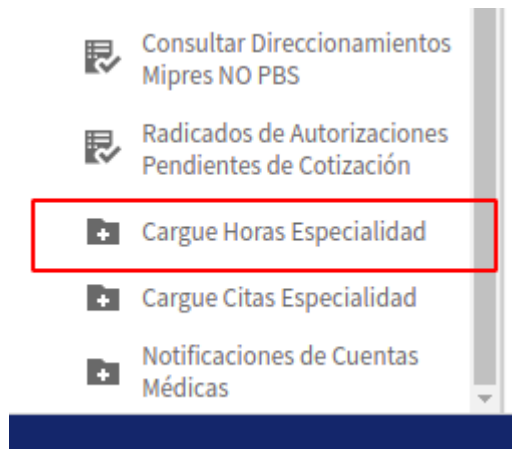 Consultar Direccionamientos
Mipres NO PBS
Radicados de Autorizaciones
Pendientes de Cotización
Cargue Horas Especialidad
Cargue Citas Especialidad
Notificaciones de Cuentas
Médicas